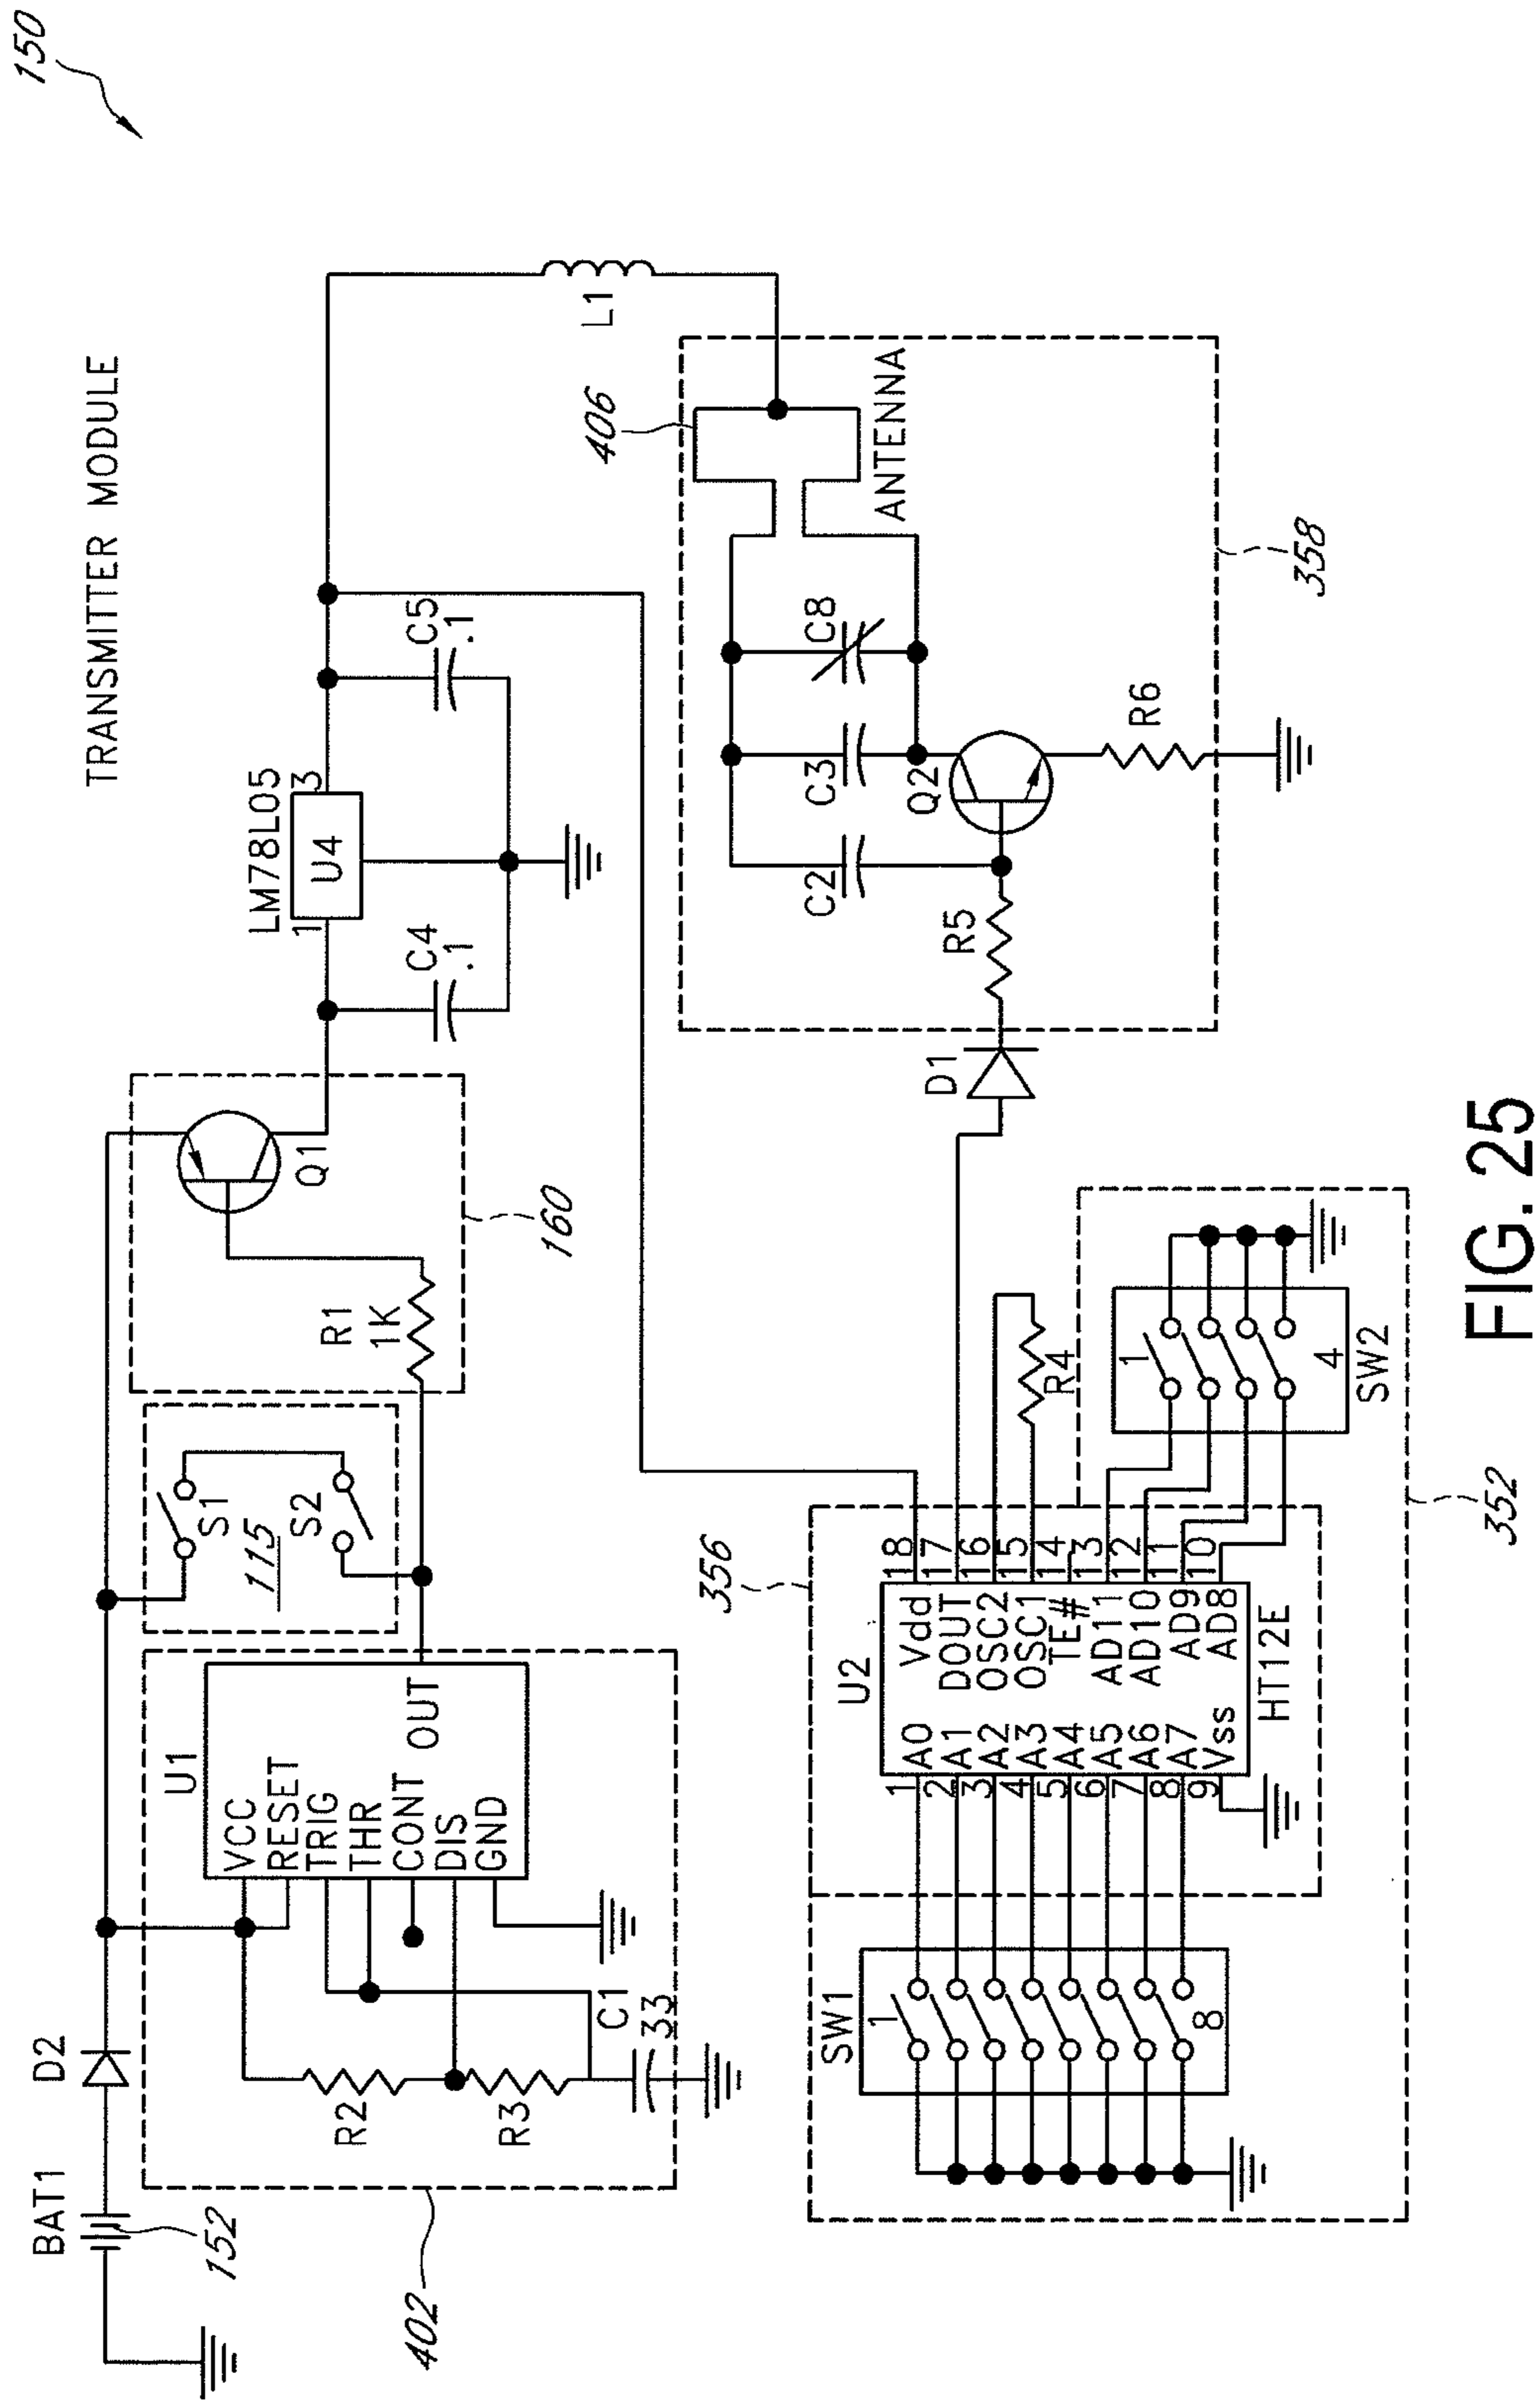 150
TRANSMITTER MODULE
BAT1
152
D2
402
U1
VCC
RESET
TRIG
THR
CONT
DIS
GND
OUT
R2
R3
C1
33
S1
115
S2
R1
1K
Q1
160
LM78L05
1
U4
3
C4
.1
C5
.1
L1
406
ANTENNA
C2
C3
C8
Q2
R5
R6
D1
358
356
SW1
1
8
U2
1 A0
2 A1
3 A2
4 A3
5 A4
6 A5
7 A6
8 A7
9 Vss
Vdd 18
DOUT 17
OSC2 16
OSC1 15
TE# 14
AD11 13
AD10 12
AD9 11
AD8 10
HT12E
R4
1
4
SW2
352
FIG. 25